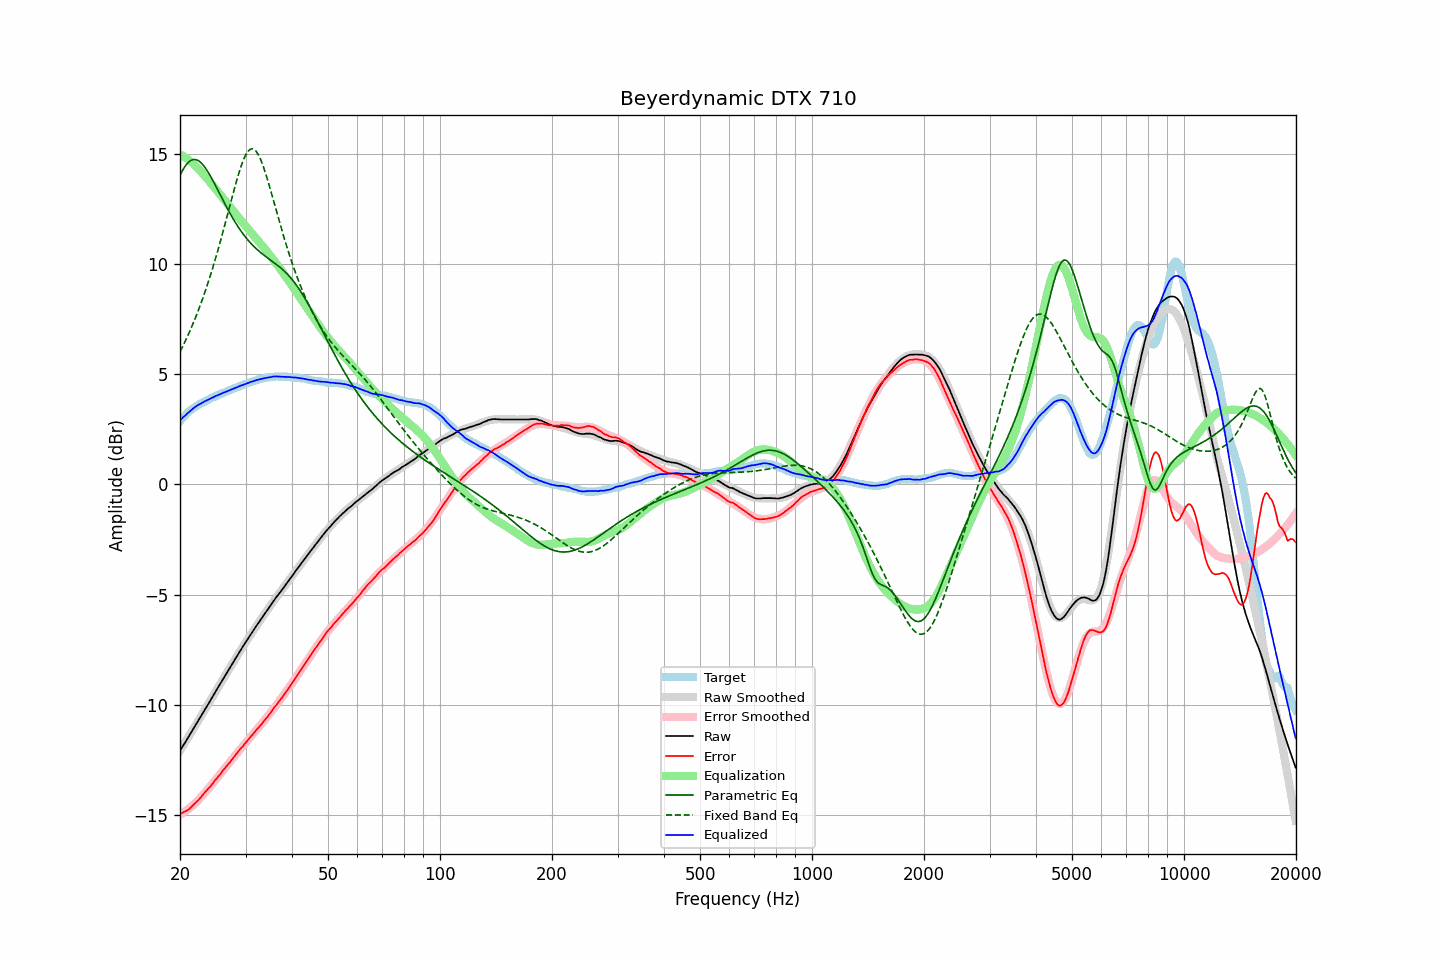 Beyerdynamic DTX 710
Amplitude (dBr)
15
10
5
0
−5
−10
−15
20
50
100
200
500
1000
2000
5000
10000
20000
Frequency (Hz)
Target
Raw Smoothed
Error Smoothed
Raw
Error
Equalization
Parametric Eq
Fixed Band Eq
Equalized